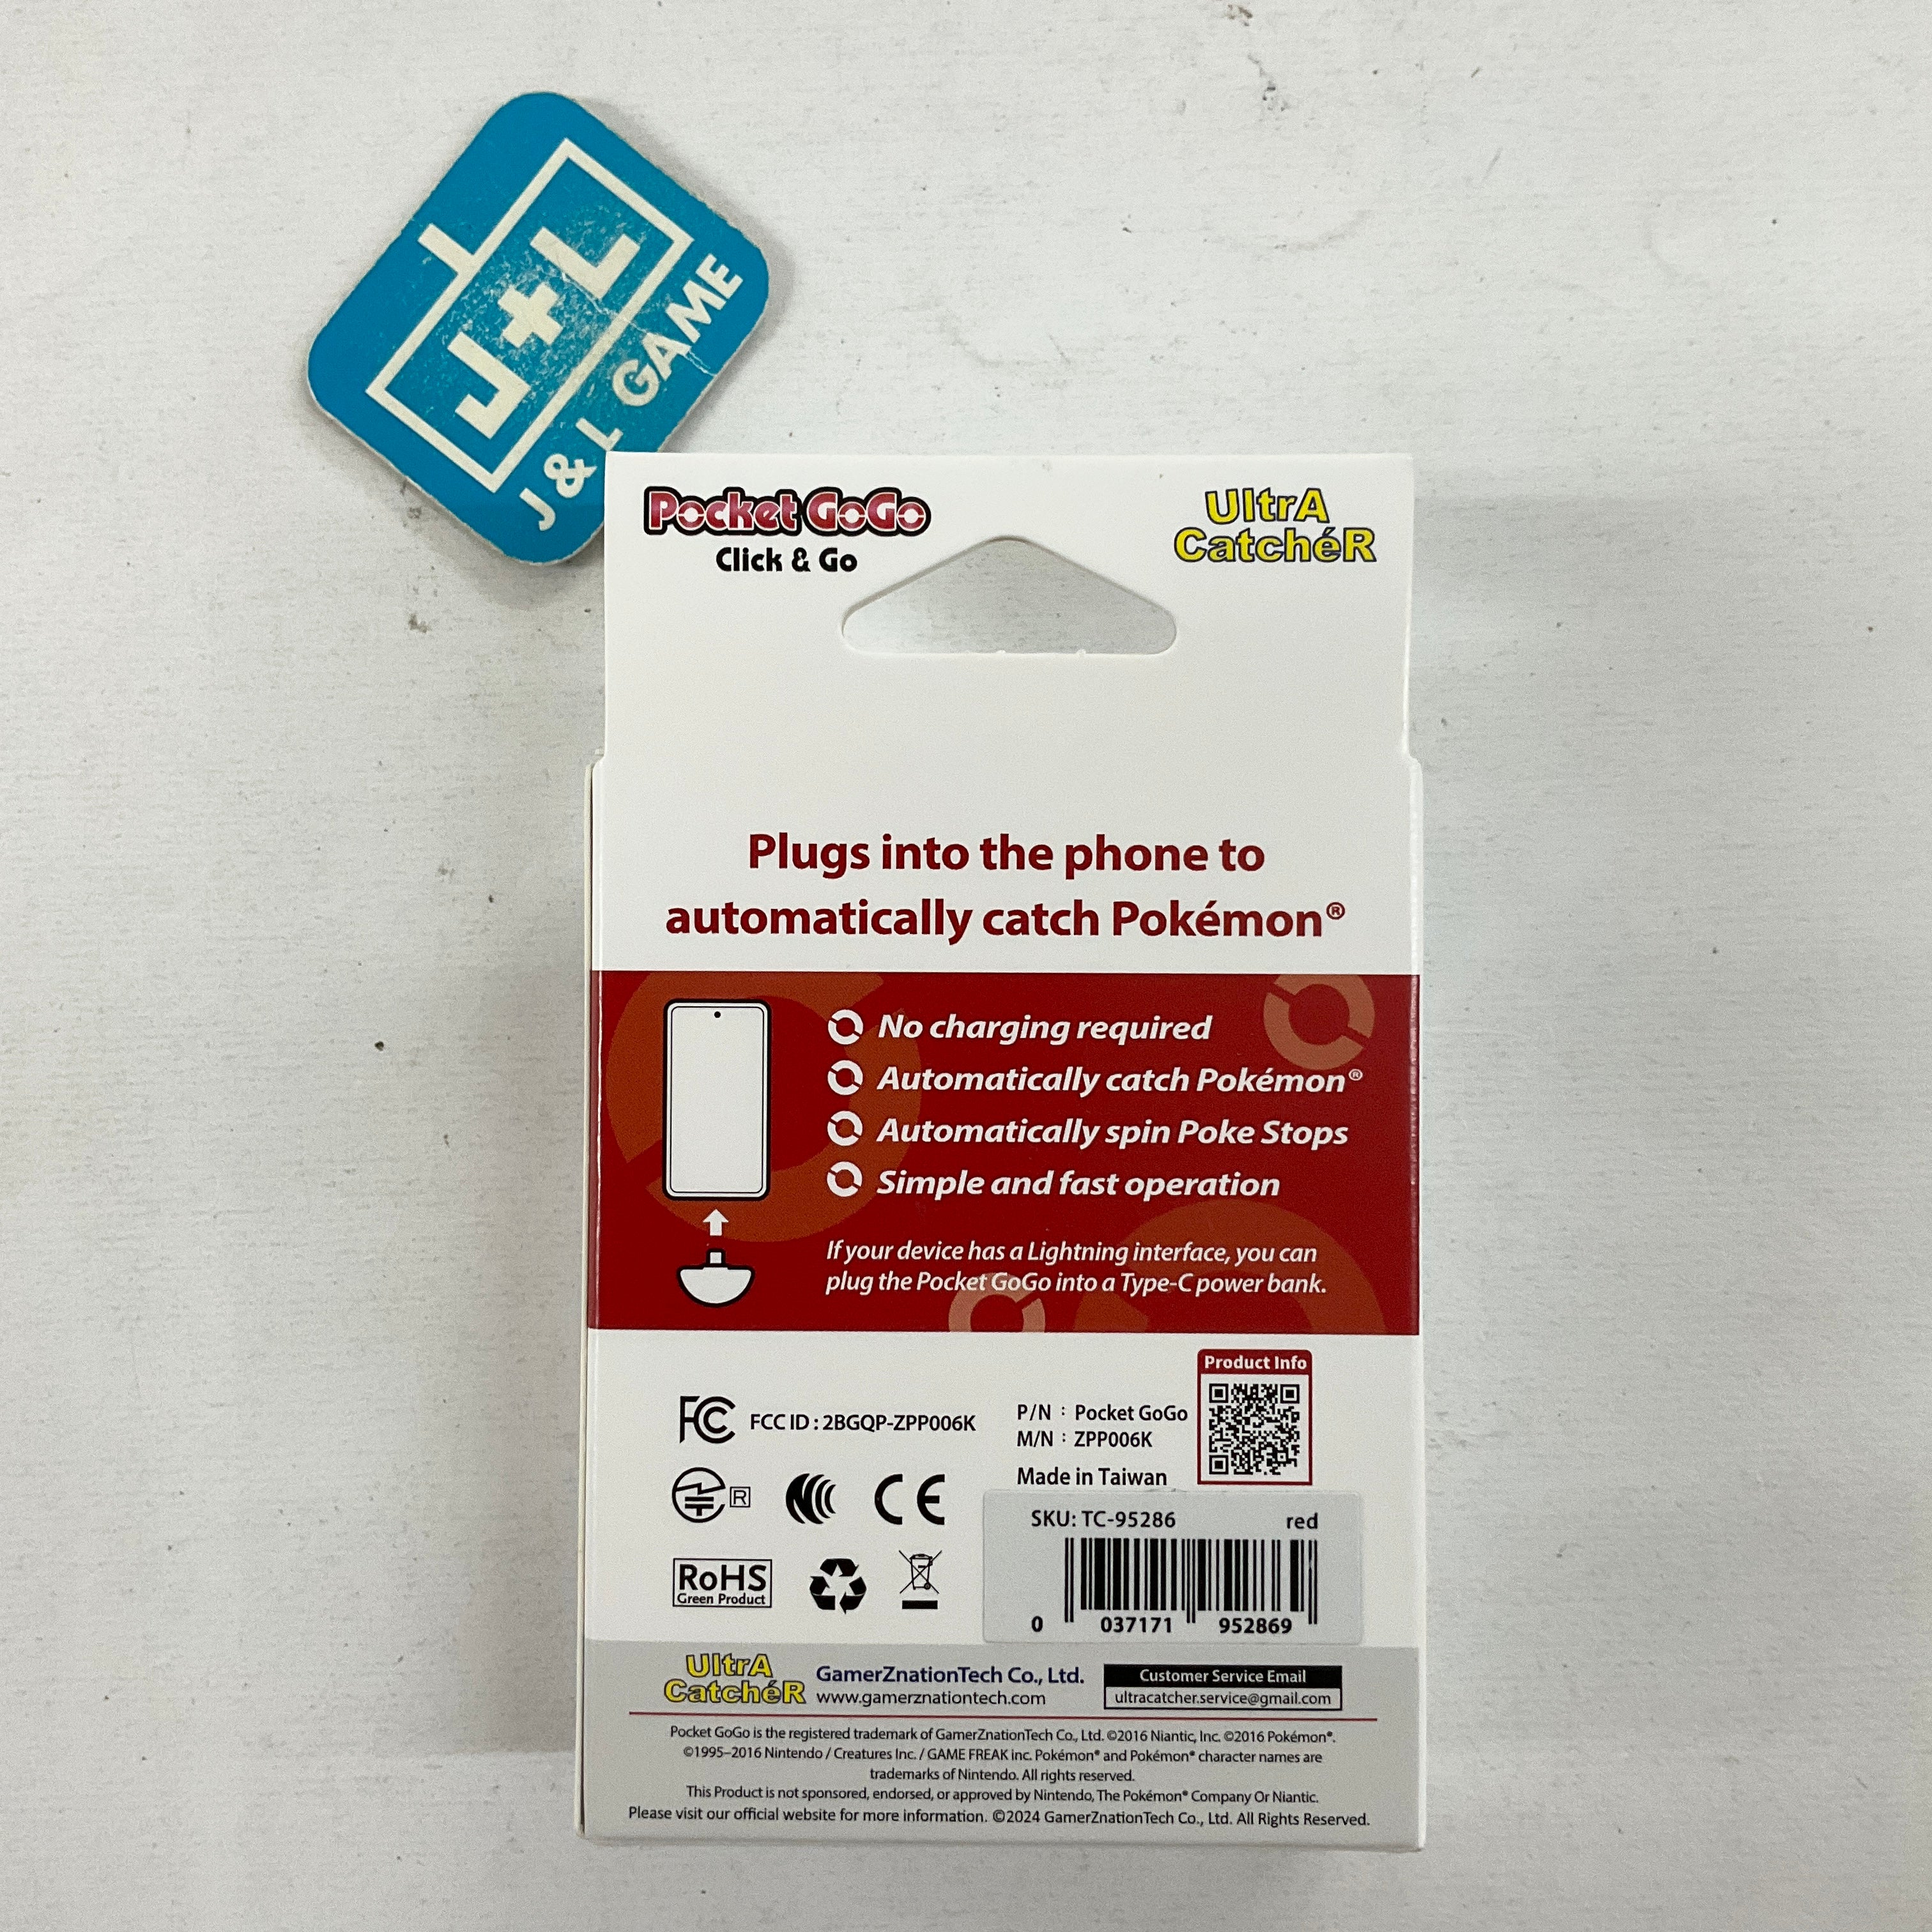 J+L
J & L GAME
Pocket GoGo
Click & Go
UltrA
CatchéR
Plugs into the phone to
automatically catch Pokémon®
No charging required
Automatically catch Pokémon®
Automatically spin Poke Stops
Simple and fast operation
If your device has a Lightning interface, you can
plug the Pocket GoGo into a Type-C power bank.
Product Info
FC FCC ID : 2BGQP-ZPP006K
P/N : Pocket GoGo
M/N : ZPP006K
Made in Taiwan
R
CE
SKU: TC-95286 red
0 037171 952869
RoHS
Green Product
UltrA
CatchéR
GamerZnationTech Co., Ltd.
www.gamerznationtech.com
Customer Service Email
ultracatcher.service@gmail.com
Pocket GoGo is the registered trademark of GamerZnationTech Co., Ltd. ©2016 Niantic, Inc. ©2016 Pokémon®.
©1995–2016 Nintendo / Creatures Inc. / GAME FREAK inc. Pokémon® and Pokémon® character names are
trademarks of Nintendo. All rights reserved.
This Product is not sponsored, endorsed, or approved by Nintendo, The Pokémon® Company Or Niantic.
Please visit our official website for more information. ©2024 GamerZnationTech Co., Ltd. All Rights Reserved.